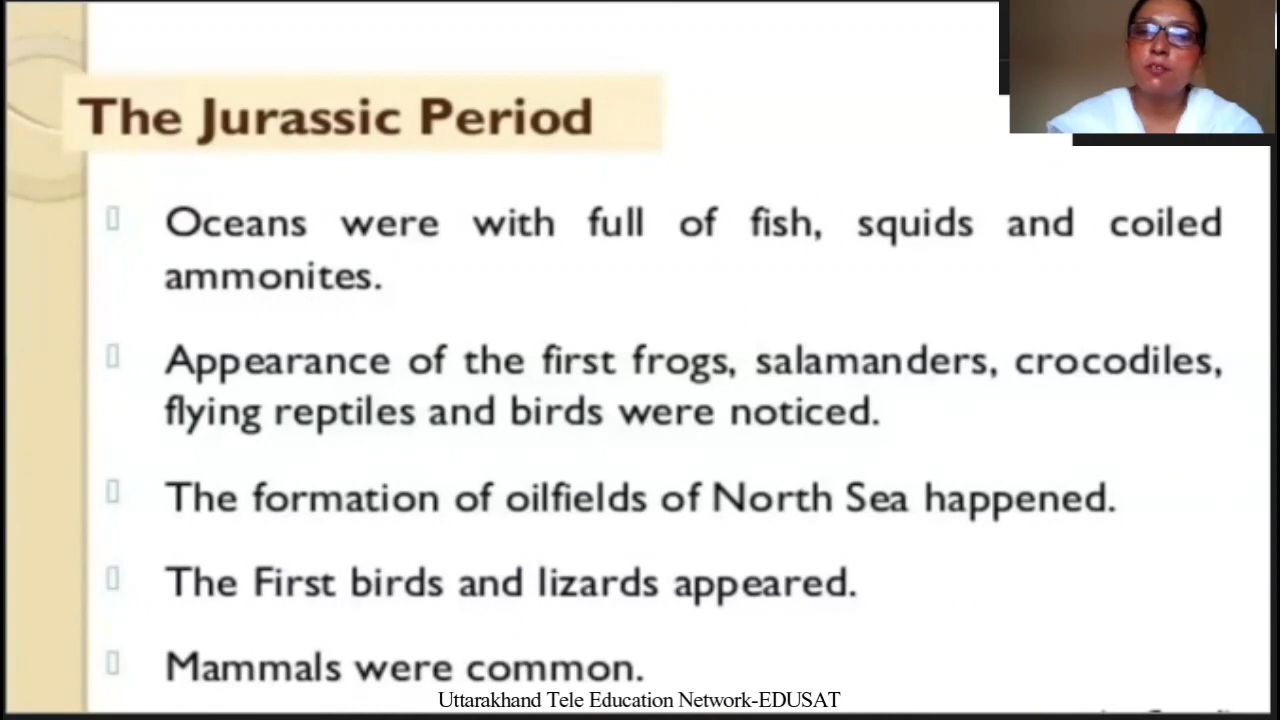 The Jurassic Period
Oceans were with full of fish, squids and coiled
ammonites.
Appearance of the first frogs, salamanders, crocodiles,
flying reptiles and birds were noticed.
The formation of oilfields of North Sea happened.
The First birds and lizards appeared.
Mammals were common.
Uttarakhand Tele Education Network-EDUSAT